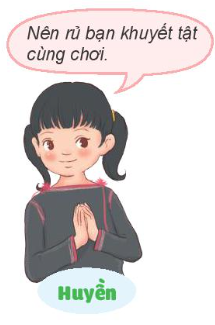 Nên rủ bạn khuyết tật
cùng chơi.
Huyền